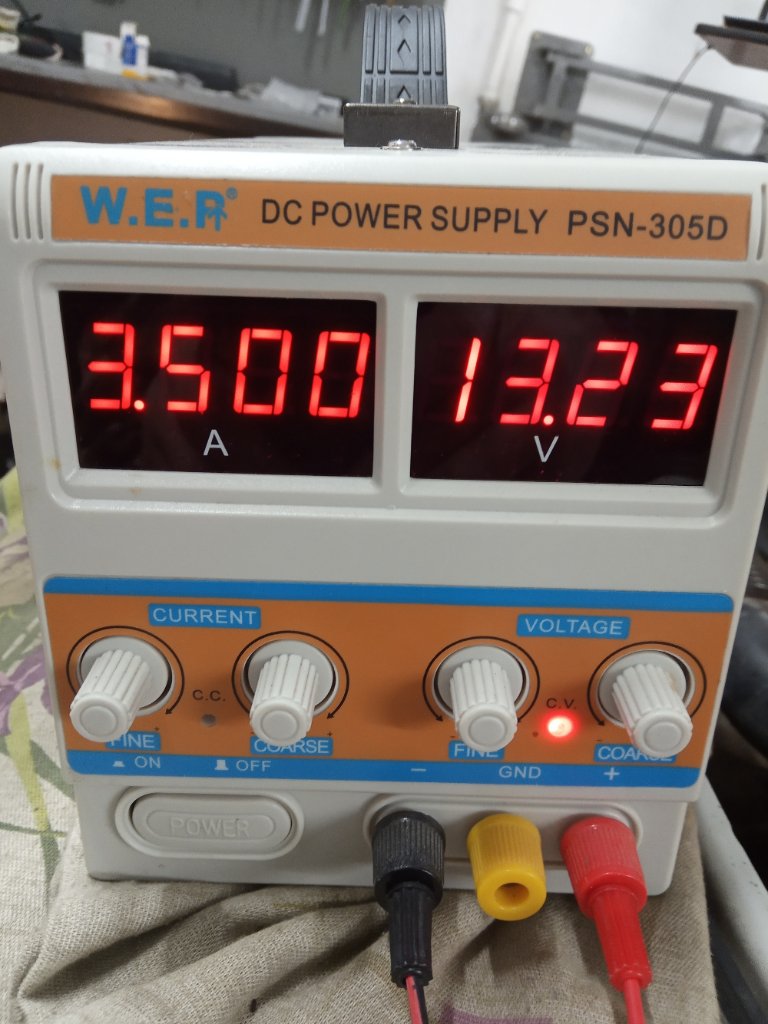 W.E.P® DC POWER SUPPLY PSN-305D
3.500 13.23
A V
CURRENT VOLTAGE
C.C. C.V.
FINE COARSE FINE COARSE
ON OFF − GND +
POWER